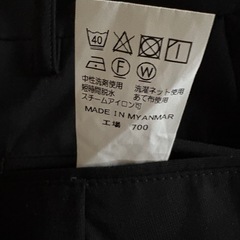 40
F W
中性洗剤使用 洗濯ネット使用
短時間脱水 あて布使用
スチームアイロン可
MADE IN MYANMAR
工場 700